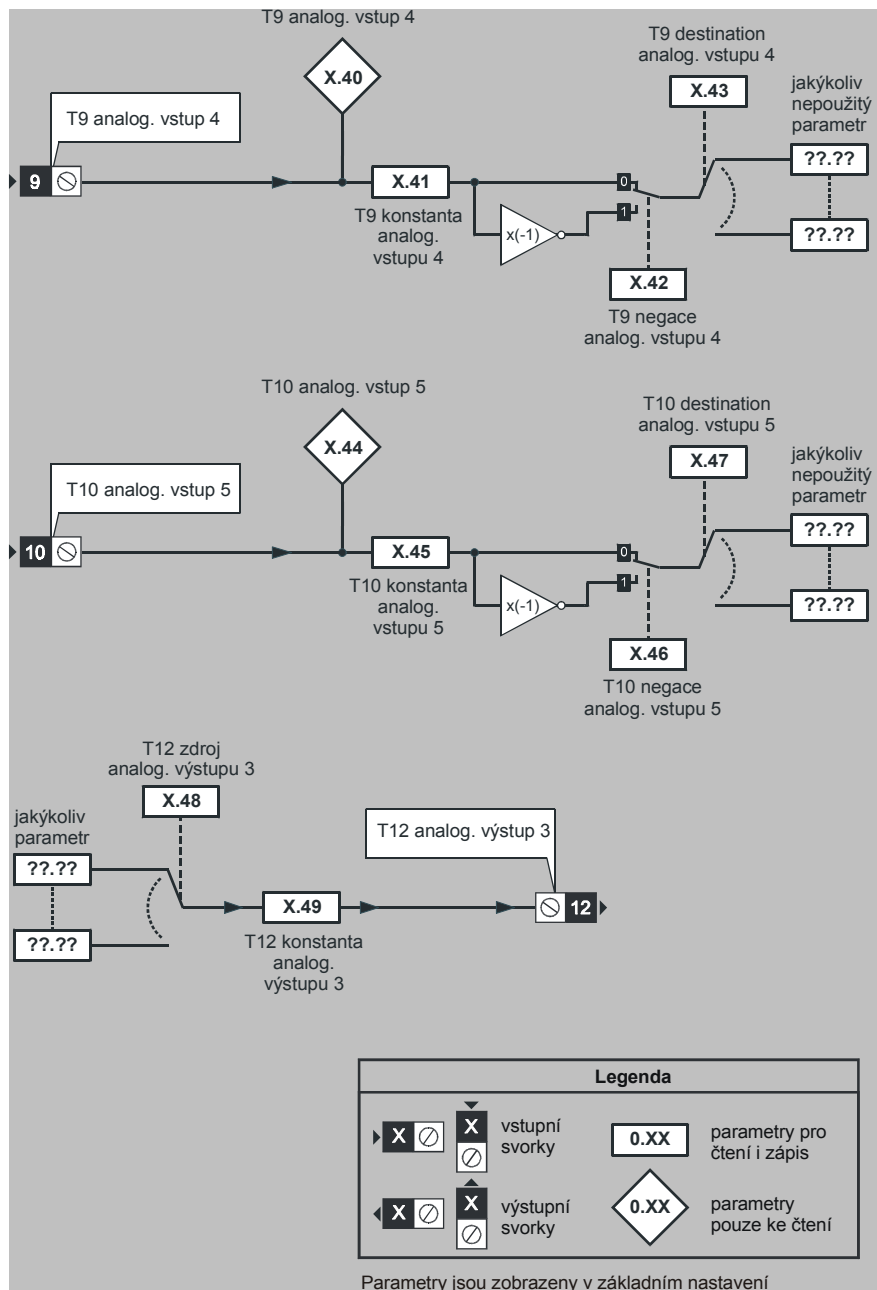 T9 analog. vstup 4
X.40
T9 destination
analog. vstupu 4
X.43
jakýkoliv
nepoužitý
parametr
T9 analog. vstup 4
9
X.41
0
??.??
T9 konstanta
analog.
vstupu 4
x(-1)
1
??.??
X.42
T9 negace
analog. vstupu 4
T10 analog. vstup 5
X.44
T10 destination
analog. vstupu 5
X.47
jakýkoliv
nepoužitý
parametr
T10 analog. vstup 5
10
X.45
0
??.??
T10 konstanta
analog.
vstupu 5
x(-1)
1
??.??
X.46
T10 negace
analog. vstupu 5
T12 zdroj
analog. výstupu 3
X.48
jakýkoliv
parametr
??.??
??.??
T12 analog. výstup 3
X.49
12
T12 konstanta
analog.
výstupu 3
Legenda
X
X
vstupní
svorky
0.XX
parametry pro
čtení i zápis
X
X
výstupní
svorky
0.XX
parametry
pouze ke čtení
Parametry jsou zobrazeny v základním nastavení